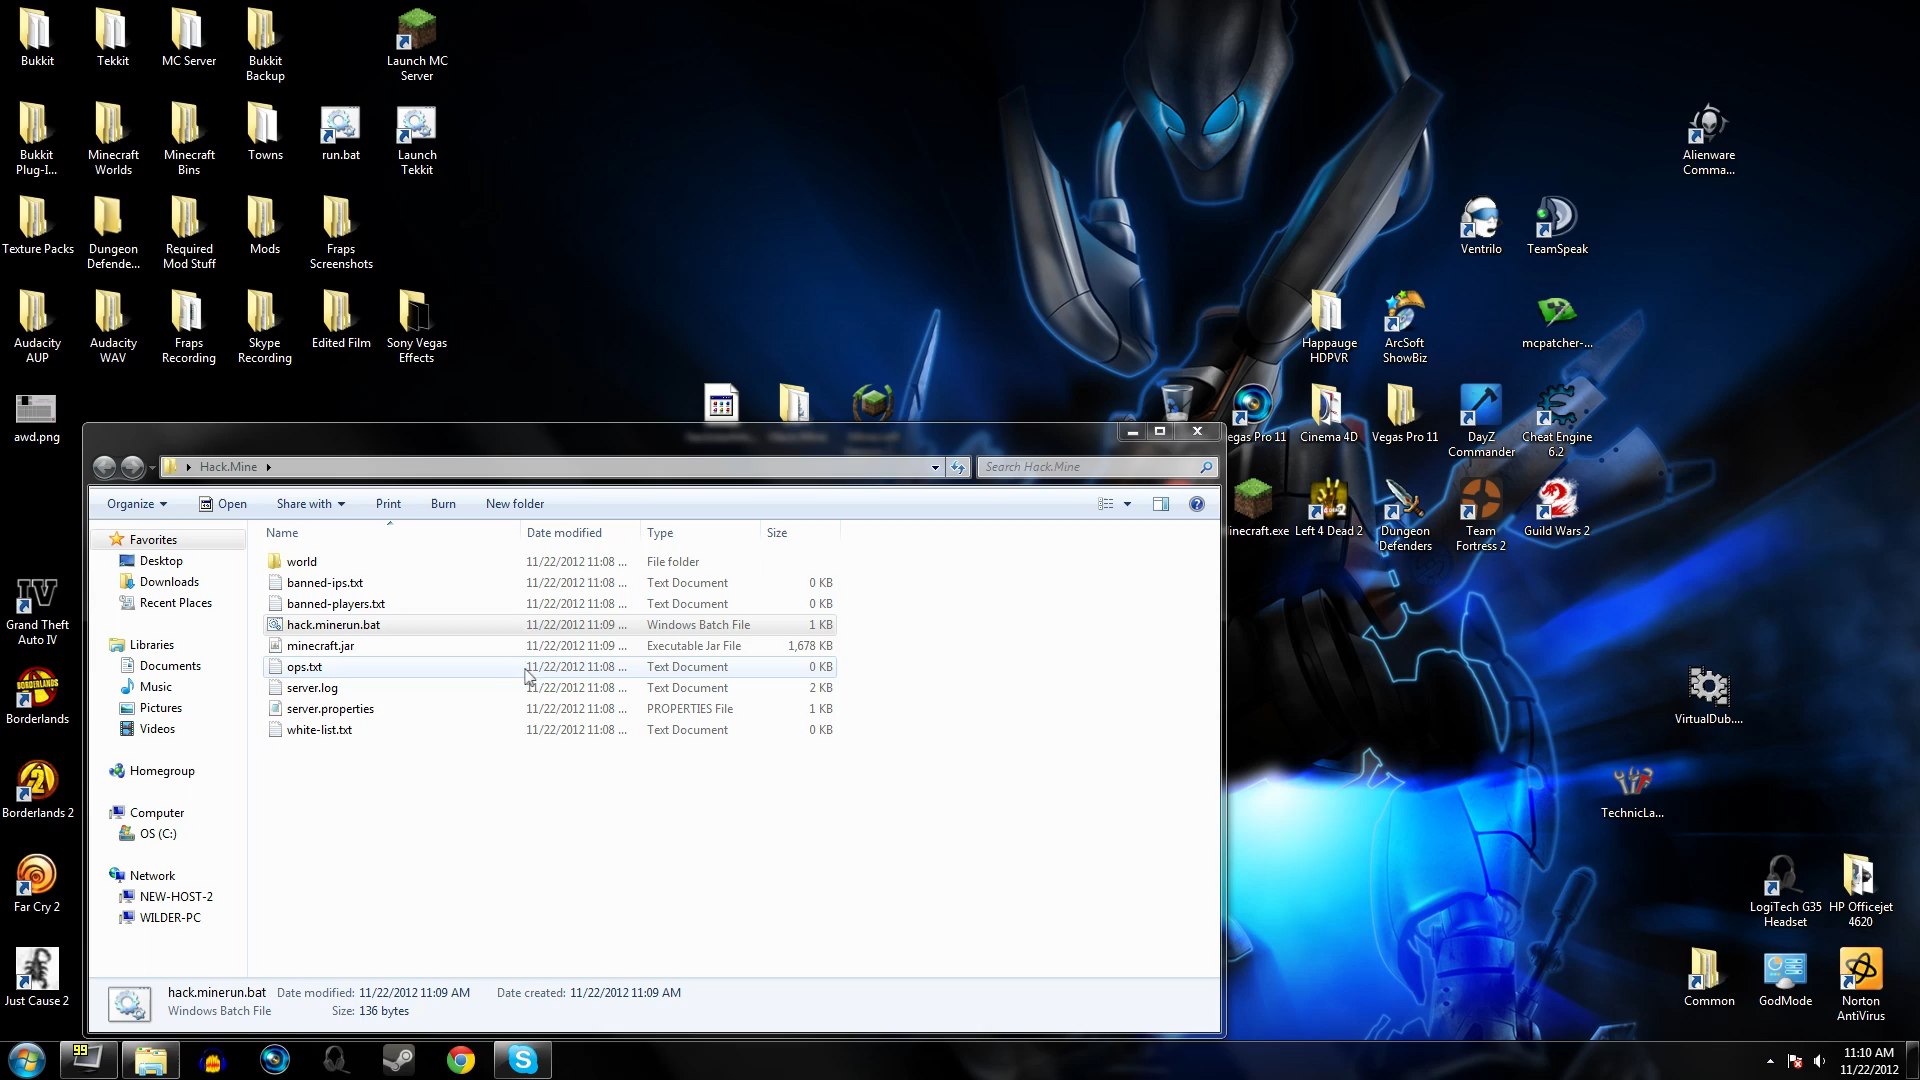 Bukkit
Tekkit
MC Server
Bukkit
Backup
Launch MC
Server
Bukkit
Plug-I...
Minecraft
Worlds
Minecraft
Bins
Towns
run.bat
Launch
Tekkit
Alienware
Comma...
Texture Packs
Dungeon
Defende...
Required
Mod Stuff
Mods
Fraps
Screenshots
Ventrilo
TeamSpeak
Audacity
AUP
Audacity
WAV
Fraps
Recording
Skype
Recording
Edited Film
Sony Vegas
Effects
Happauge
HDPVR
ArcSoft
ShowBiz
mcpatcher-...
awd.png
egas Pro 11
Cinema 4D
Vegas Pro 11
DayZ
Commander
Cheat Engine
6.2
inecraft.exe
Left 4 Dead 2
Dungeon
Defenders
Team
Fortress 2
Guild Wars 2
Hack.Mine
Search Hack.Mine
Organize
Open
Share with
Print
Burn
New folder
Name
Date modified
Type
Size
Favorites
Desktop
Downloads
Recent Places
Libraries
Documents
Music
Pictures
Videos
Homegroup
Computer
OS (C:)
Network
NEW-HOST-2
WILDER-PC
world 11/22/2012 11:08 ... File folder
banned-ips.txt 11/22/2012 11:08 ... Text Document 0 KB
banned-players.txt 11/22/2012 11:08 ... Text Document 0 KB
hack.minerun.bat 11/22/2012 11:09 ... Windows Batch File 1 KB
minecraft.jar 11/22/2012 11:09 ... Executable Jar File 1,678 KB
ops.txt 11/22/2012 11:08 ... Text Document 0 KB
server.log 11/22/2012 11:08 ... Text Document 2 KB
server.properties 11/22/2012 11:08 ... PROPERTIES File 1 KB
white-list.txt 11/22/2012 11:08 ... Text Document 0 KB
hack.minerun.bat Date modified: 11/22/2012 11:09 AM Date created: 11/22/2012 11:09 AM
Windows Batch File Size: 136 bytes
IV
Grand Theft
Auto IV
BORDERLANDS
Borderlands
2
Borderlands 2
Far Cry 2
Just Cause 2
VirtualDub....
TechnicLa...
LogiTech G35
Headset
HP Officejet
4620
Common
GodMode
Norton
AntiVirus
99
11:10 AM
11/22/2012